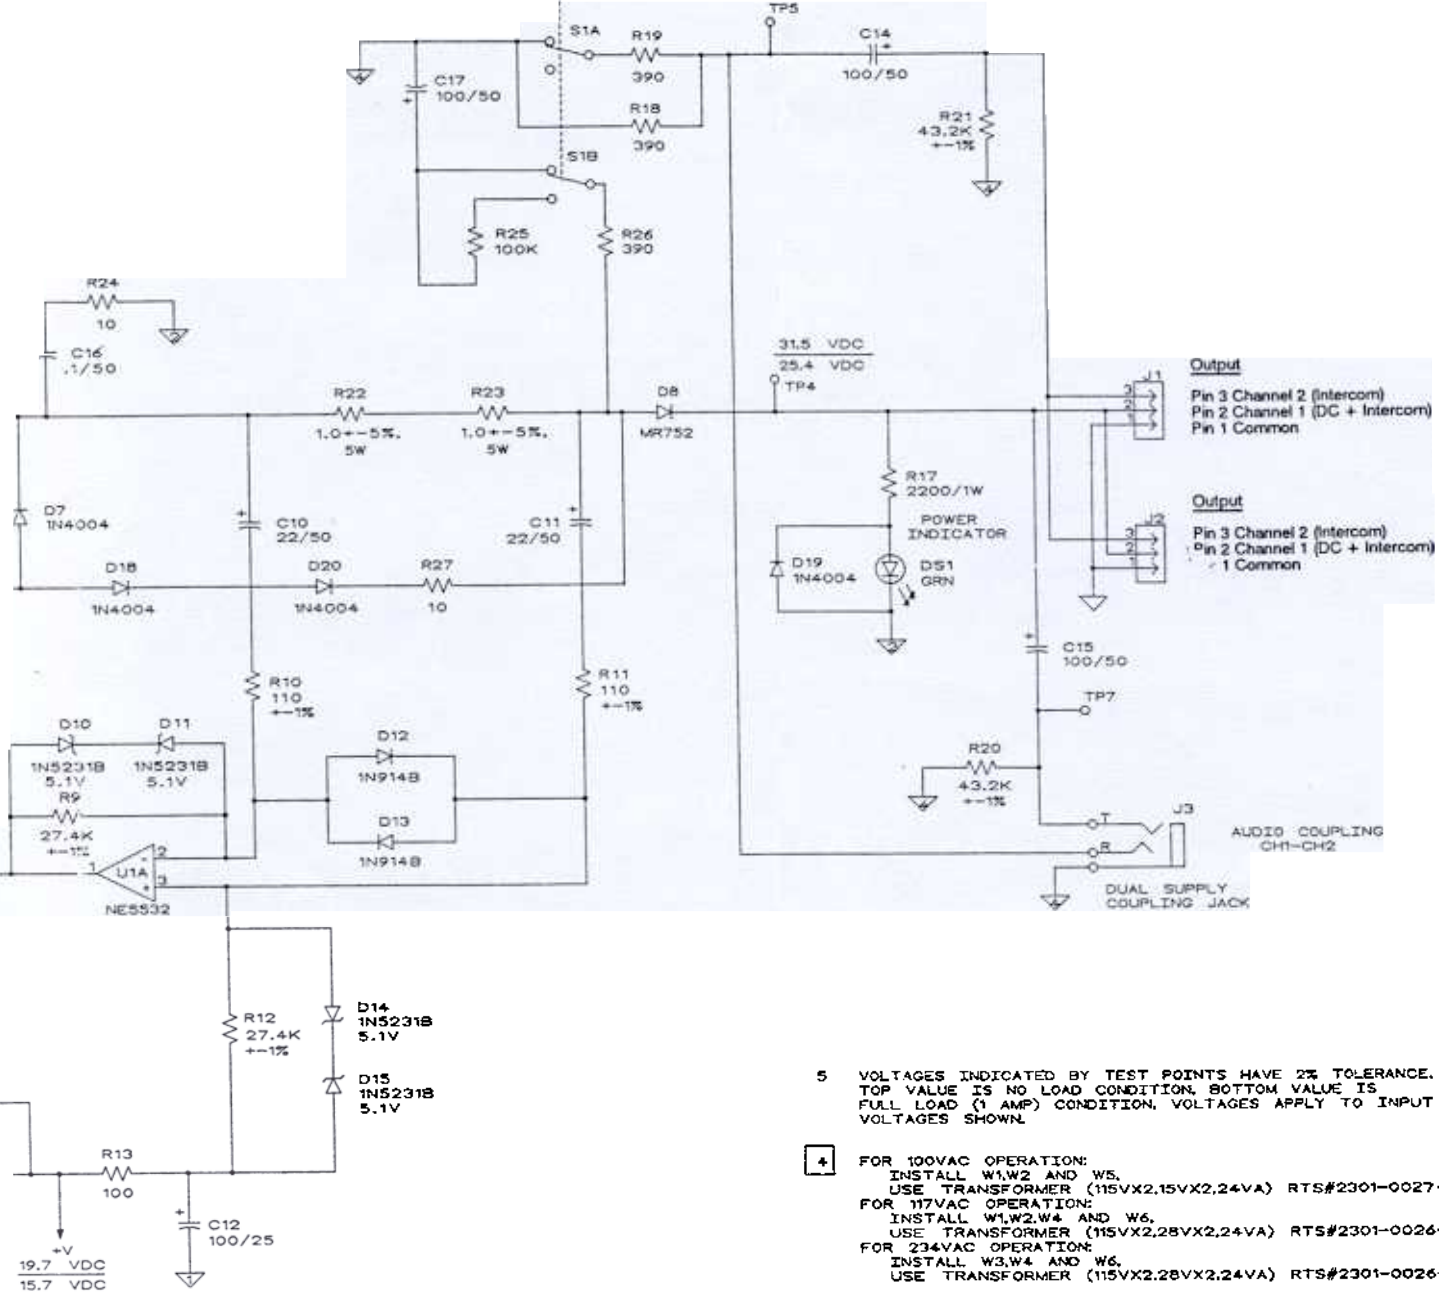 TP5
S1A
R19
390
C14
+
100/50
C17
+ 100/50
R18
390
R21
43.2K
+-1%
4
4
S1B
R25
100K
R26
390
R24
10
C16
.1/50
31.5 VDC
25.4 VDC
TP4
R22
1.0+-5%.
5W
R23
1.0+-5%.
5W
D8
MR752
J1
3
2
1
Output
Pin 3 Channel 2 (Intercom)
Pin 2 Channel 1 (DC + Intercom)
Pin 1 Common
D7
1N4004
+
C10
22/50
+
C11
22/50
R17
2200/1W
POWER
INDICATOR
D19
1N4004
DS1
GRN
J2
3
2
1
Output
Pin 3 Channel 2 (Intercom)
Pin 2 Channel 1 (DC + Intercom)
1 Common
D18
1N4004
D20
1N4004
R27
10
R10
110
+-1%
R11
110
+-1%
+
C15
100/50
TP7
D10
1N5231B
5.1V
D11
1N5231B
5.1V
D12
1N914B
D13
1N914B
R20
43.2K
+-1%
R9
27.4K
+-1%
1
U1A
2
-
3
+
NE5532
J3
T
R
AUDIO COUPLING
CH1-CH2
DUAL SUPPLY
COUPLING JACK
R12
27.4K
+-1%
D14
1N5231B
5.1V
D15
1N5231B
5.1V
R13
100
+
C12
100/25
1
+V
19.7 VDC
15.7 VDC
5 VOLTAGES INDICATED BY TEST POINTS HAVE 2% TOLERANCE.
TOP VALUE IS NO LOAD CONDITION, BOTTOM VALUE IS
FULL LOAD (1 AMP) CONDITION, VOLTAGES APPLY TO INPUT
VOLTAGES SHOWN.
4 FOR 100VAC OPERATION:
INSTALL W1,W2 AND W5,
USE TRANSFORMER (115VX2,15VX2,24VA) RTS#2301-0027-
FOR 117VAC OPERATION:
INSTALL W1,W2,W4 AND W6,
USE TRANSFORMER (115VX2,28VX2,24VA) RTS#2301-0026-
FOR 234VAC OPERATION:
INSTALL W3,W4 AND W6,
USE TRANSFORMER (115VX2,28VX2,24VA) RTS#2301-0026-